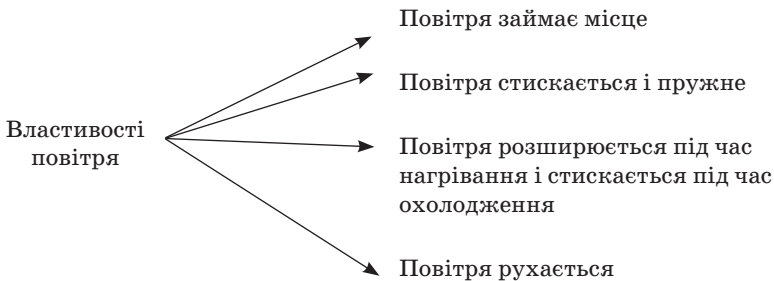 Повітря займає місце
Повітря стискається і пружне
Властивості
повітря
Повітря розширюється під час
нагрівання і стискається під час
охолодження
Повітря рухається